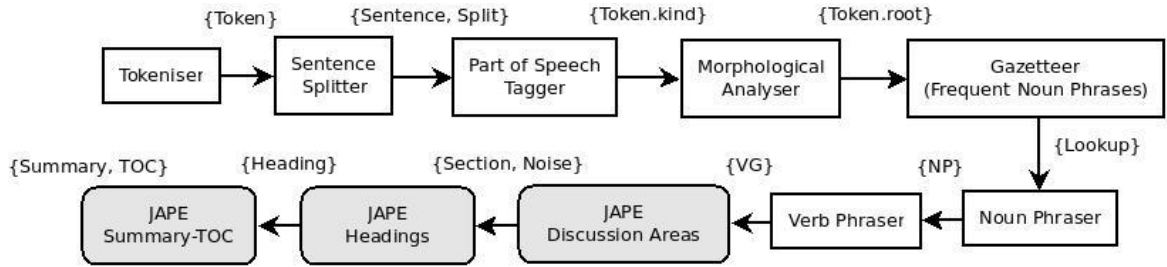 {Token}
{Sentence, Split}
{Token.kind}
{Token.root}
Tokeniser
Sentence
Splitter
Part of Speech
Tagger
Morphological
Analyser
Gazetteer
(Frequent Noun Phrases)
{Lookup}
{Summary, TOC}
{Heading}
{Section, Noise}
{VG}
{NP}
JAPE
Summary-TOC
JAPE
Headings
JAPE
Discussion Areas
Verb Phraser
Noun Phraser